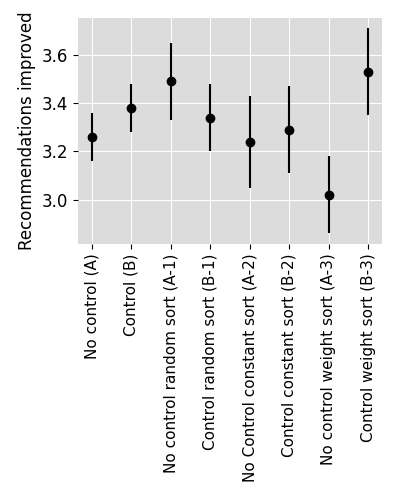 Recommendations improved
3.6
3.4
3.2
3.0
No control (A)
Control (B)
No control random sort (A-1)
Control random sort (B-1)
No Control constant sort (A-2)
Control constant sort (B-2)
No control weight sort (A-3)
Control weight sort (B-3)